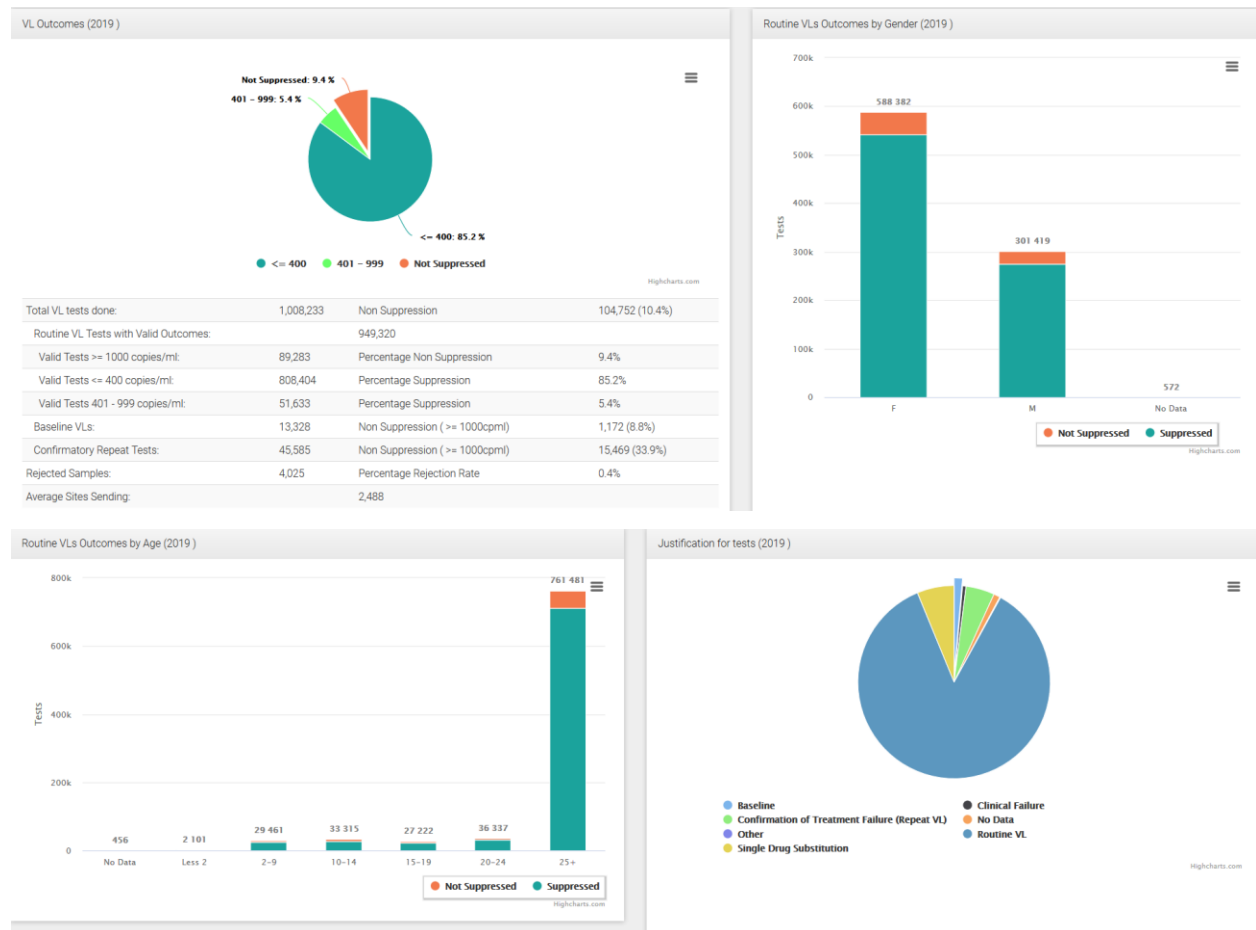 VL Outcomes (2019 )
Not Suppressed: 9.4 %
401 - 999: 5.4 %
<= 400: 85.2 %
<= 400 401 - 999 Not Suppressed
Highcharts.com
Total VL tests done: 1,008,233 Non Suppression 104,752 (10.4%)
Routine VL Tests with Valid Outcomes: 949,320
Valid Tests >= 1000 copies/ml: 89,283 Percentage Non Suppression 9.4%
Valid Tests <= 400 copies/ml: 808,404 Percentage Suppression 85.2%
Valid Tests 401 - 999 copies/ml: 51,633 Percentage Suppression 5.4%
Baseline VLs: 13,328 Non Suppression ( >= 1000cpml) 1,172 (8.8%)
Confirmatory Repeat Tests: 45,585 Non Suppression ( >= 1000cpml) 15,469 (33.9%)
Rejected Samples: 4,025 Percentage Rejection Rate 0.4%
Average Sites Sending: 2,488
Routine VLs Outcomes by Gender (2019 )
700k
600k
500k
400k
300k
200k
100k
0
Tests
588 382
301 419
572
F M No Data
Not Suppressed Suppressed
Highcharts.com
Routine VLs Outcomes by Age (2019 )
800k
600k
400k
200k
0
Tests
456 2 101 29 461 33 315 27 222 36 337 761 481
No Data Less 2 2-9 10-14 15-19 20-24 25+
Not Suppressed Suppressed
Highcharts.com
Justification for tests (2019 )
Baseline Clinical Failure
Confirmation of Treatment Failure (Repeat VL) No Data
Other Routine VL
Single Drug Substitution
Highcharts.com